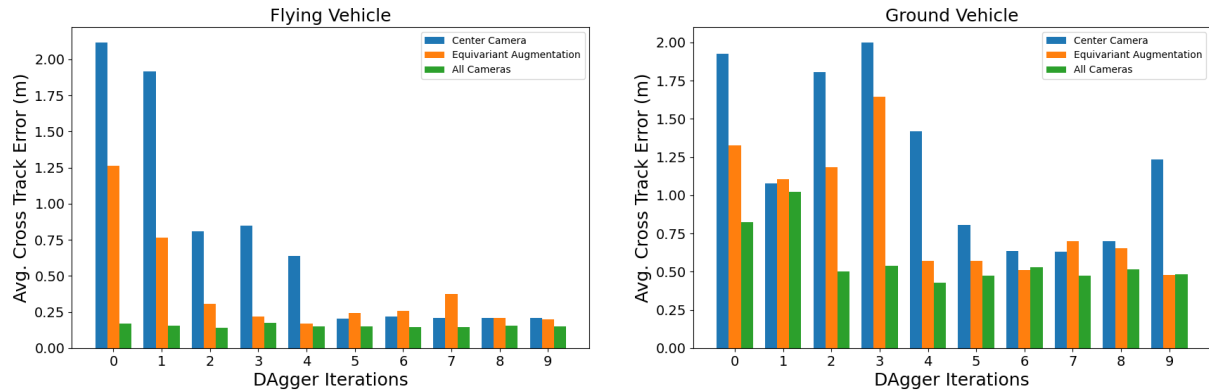 Flying Vehicle
Avg. Cross Track Error (m)
2.00
1.75
1.50
1.25
1.00
0.75
0.50
0.25
0.00
Center Camera
Equivariant Augmentation
All Cameras
0 1 2 3 4 5 6 7 8 9
DAgger Iterations
Ground Vehicle
Avg. Cross Track Error (m)
2.00
1.75
1.50
1.25
1.00
0.75
0.50
0.25
0.00
Center Camera
Equivariant Augmentation
All Cameras
0 1 2 3 4 5 6 7 8 9
DAgger Iterations